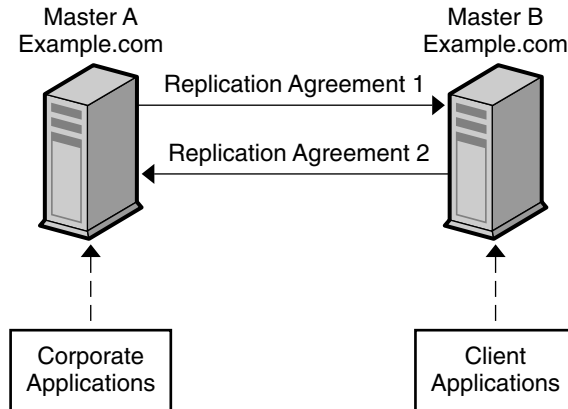 Master A
Example.com
Master B
Example.com
Replication Agreement 1
Replication Agreement 2
Corporate
Applications
Client
Applications